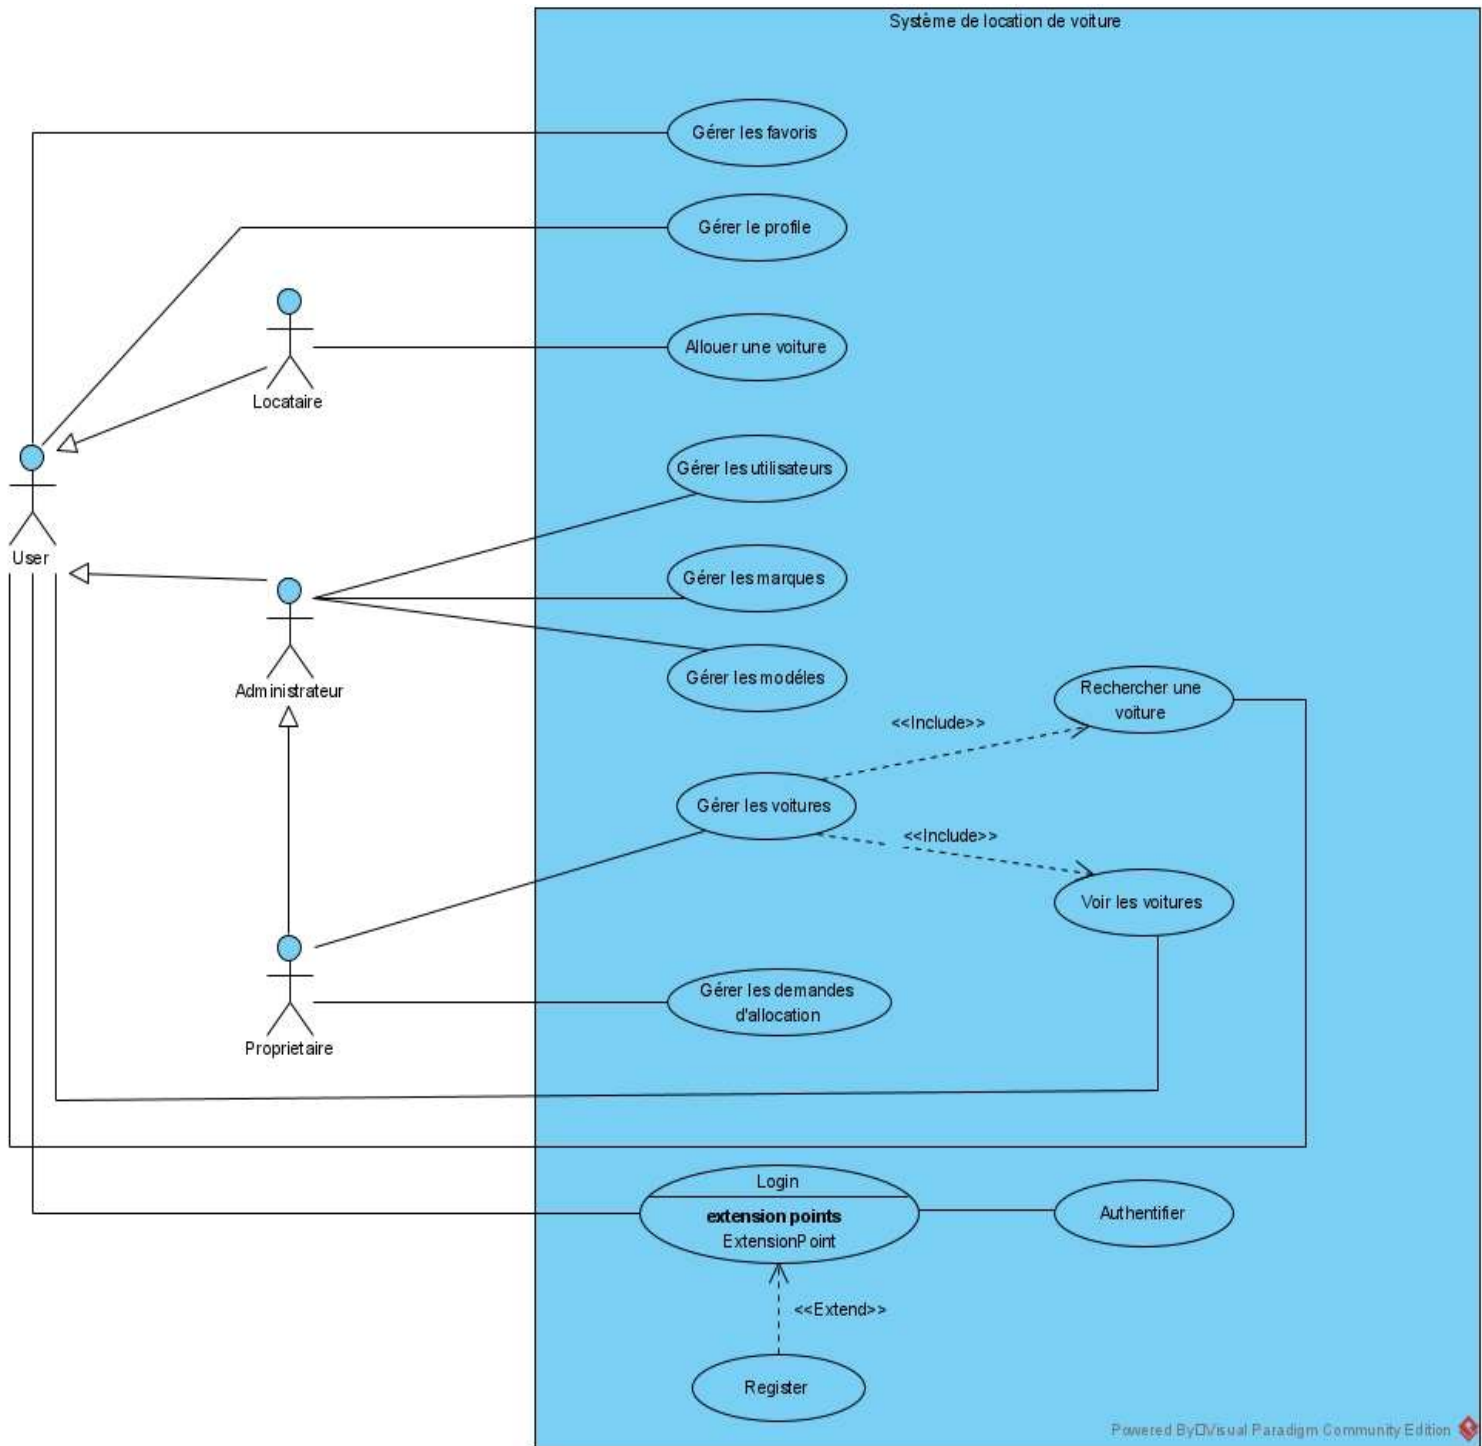 Système de location de voiture
Gérer les favoris
Gérer le profile
Allouer une voiture
Locataire
Gérer les utilisateurs
User
Gérer les marques
Gérer les modéles
Administrateur
Rechercher une
voiture
<<Include>>
Gérer les voitures
<<Include>>
Voir les voitures
Gérer les demandes
d'allocation
Proprietaire
Login
extension points
ExtensionPoint
Authentifier
<<Extend>>
Register
Powered By□Visual Paradigm Community Edition